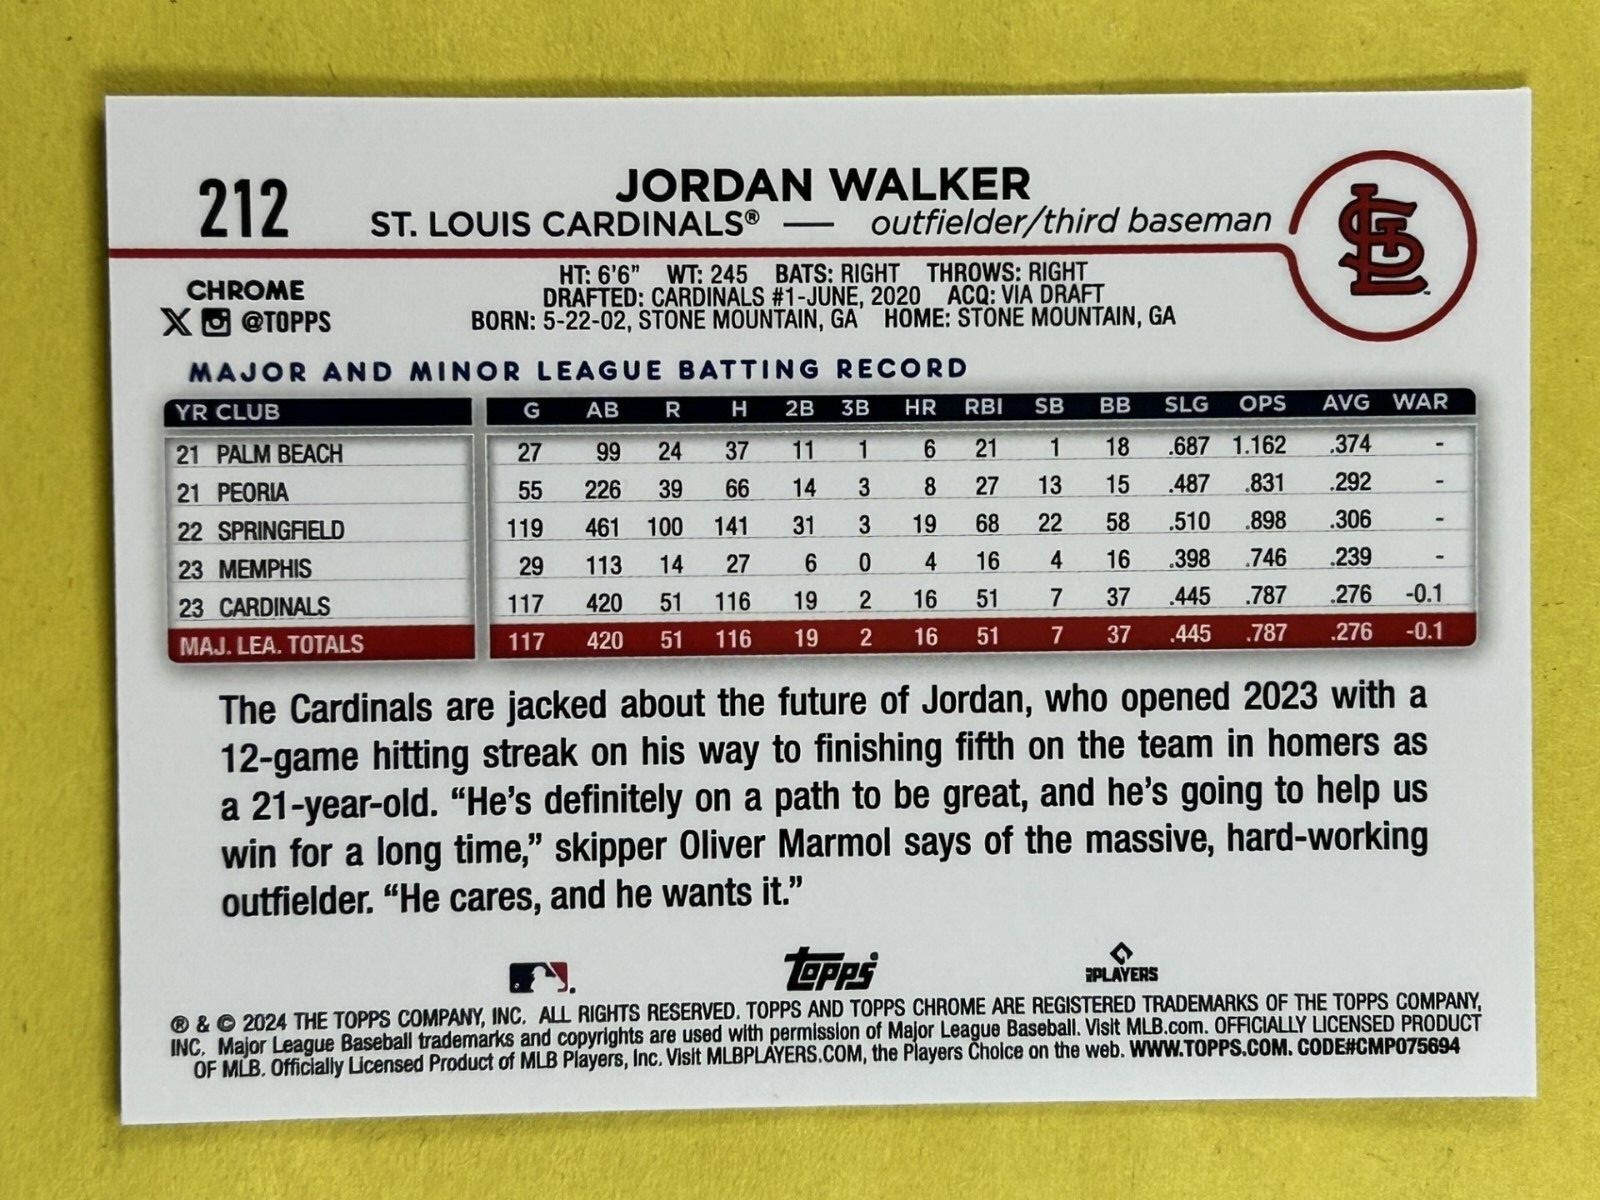 212
JORDAN WALKER
ST. LOUIS CARDINALS® — outfielder/third baseman
STL
CHROME
X @TOPPS
HT: 6'6" WT: 245 BATS: RIGHT THROWS: RIGHT
DRAFTED: CARDINALS #1-JUNE, 2020 ACQ: VIA DRAFT
BORN: 5-22-02, STONE MOUNTAIN, GA HOME: STONE MOUNTAIN, GA
MAJOR AND MINOR LEAGUE BATTING RECORD
YR CLUB G AB R H 2B 3B HR RBI SB BB SLG OPS AVG WAR
21 PALM BEACH 27 99 24 37 11 1 6 21 1 18 .687 1.162 .374 -
21 PEORIA 55 226 39 66 14 3 8 27 13 15 .487 .831 .292 -
22 SPRINGFIELD 119 461 100 141 31 3 19 68 22 58 .510 .898 .306 -
23 MEMPHIS 29 113 14 27 6 0 4 16 4 16 .398 .746 .239 -
23 CARDINALS 117 420 51 116 19 2 16 51 7 37 .445 .787 .276 -0.1
MAJ. LEA. TOTALS 117 420 51 116 19 2 16 51 7 37 .445 .787 .276 -0.1
The Cardinals are jacked about the future of Jordan, who opened 2023 with a
12-game hitting streak on his way to finishing fifth on the team in homers as
a 21-year-old. “He’s definitely on a path to be great, and he’s going to help us
win for a long time,” skipper Oliver Marmol says of the massive, hard-working
outfielder. “He cares, and he wants it.”
topps
PLAYERS
® & © 2024 THE TOPPS COMPANY, INC. ALL RIGHTS RESERVED. TOPPS AND TOPPS CHROME ARE REGISTERED TRADEMARKS OF THE TOPPS COMPANY,
INC. Major League Baseball trademarks and copyrights are used with permission of Major League Baseball. Visit MLB.com. OFFICIALLY LICENSED PRODUCT
OF MLB. Officially Licensed Product of MLB Players, Inc. Visit MLBPLAYERS.COM, the Players Choice on the web. WWW.TOPPS.COM. CODE#CMP075694